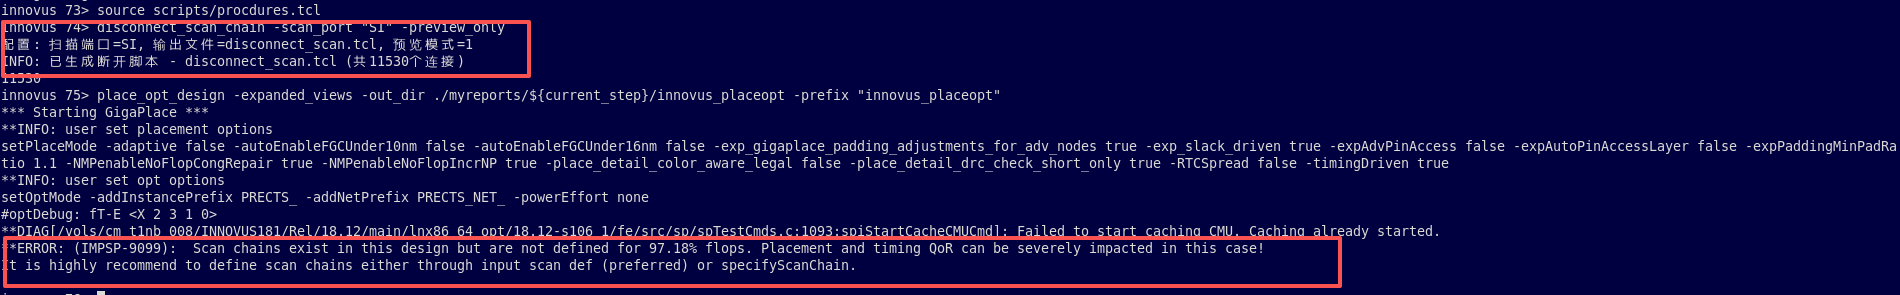 innovus 73> source scripts/procdures.tcl
innovus 74> disconnect_scan_chain -scan_port "SI" -preview_only
配置: 扫描端口=SI, 输出文件=disconnect_scan.tcl, 预览模式=1
INFO: 已生成断开脚本 - disconnect_scan.tcl (共11530个连接)
11530
innovus 75> place_opt_design -expanded_views -out_dir ./myreports/${current_step}/innovus_placeopt -prefix "innovus_placeopt"
*** Starting GigaPlace ***
**INFO: user set placement options
setPlaceMode -adaptive false -autoEnableFGCUnder10nm false -autoEnableFGCUnder16nm false -exp_gigaplace_padding_adjustments_for_adv_nodes true -exp_slack_driven true -expAdvPinAccess false -expAutoPinAccessLayer false -expPaddingMinPadRa
tio 1.1 -NMPenableNoFlopCongRepair true -NMPenableNoFlopIncrNP true -place_detail_color_aware_legal false -place_detail_drc_check_short_only true -RTCSpread false -timingDriven true
**INFO: user set opt options
setOptMode -addInstancePrefix PRECTS_ -addNetPrefix PRECTS_NET_ -powerEffort none
#optDebug: fT-E <X 2 3 1 0>
**DIAG[/vols/cm_t1nb_008/INNOVUS181/Rel/18.12/main/lnx86_64_opt/18.12-s106_1/fe/src/sp/spTestCmds.c:1093:spiStartCacheCMUCmd]: Failed to start caching CMU. Caching already started.
**ERROR: (IMPSP-9099): Scan chains exist in this design but are not defined for 97.18% flops. Placement and timing QoR can be severely impacted in this case!
It is highly recommend to define scan chains either through input scan def (preferred) or specifyScanChain.